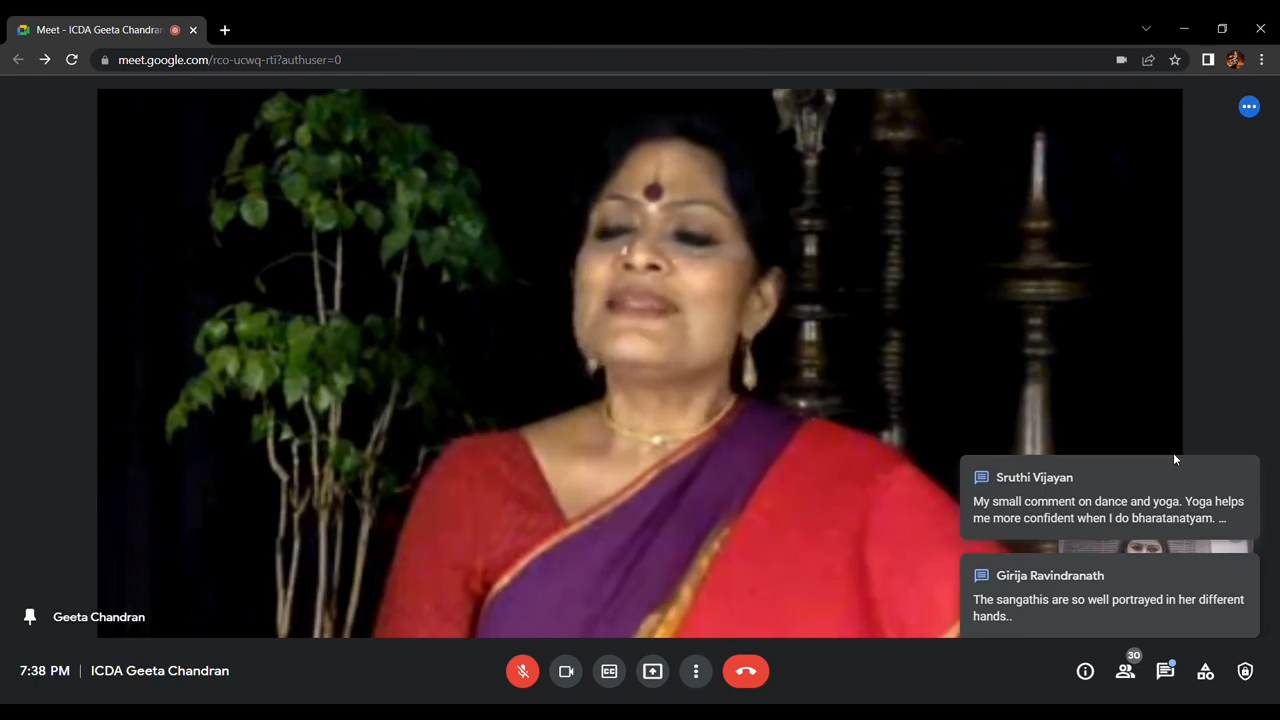 Meet - ICDA Geeta Chandran
meet.google.com/rco-ucwq-rti?authuser=0
Sruthi Vijayan
My small comment on dance and yoga. Yoga helps
me more confident when I do bharatanatyam. ...
Girija Ravindranath
The sangathis are so well portrayed in her different
hands..
Geeta Chandran
7:38 PM | ICDA Geeta Chandran
30